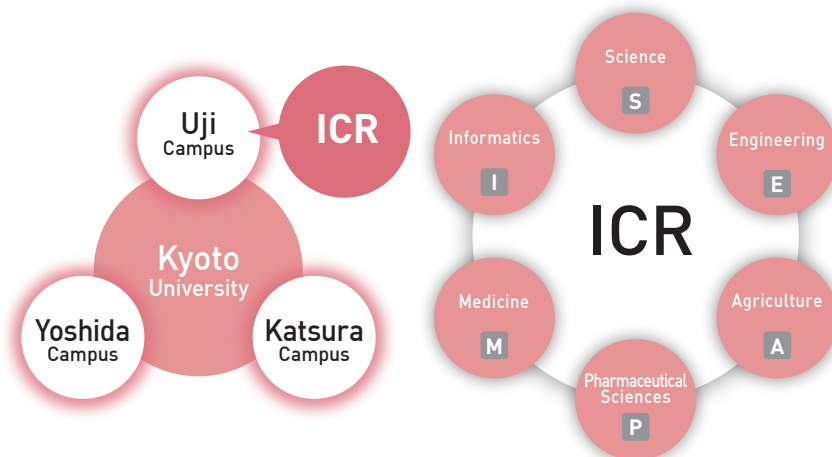 Uji
Campus
ICR
Kyoto
University
Yoshida
Campus
Katsura
Campus
Science
S
Informatics
I
Engineering
E
ICR
Medicine
M
Agriculture
A
Pharmaceutical
Sciences
P